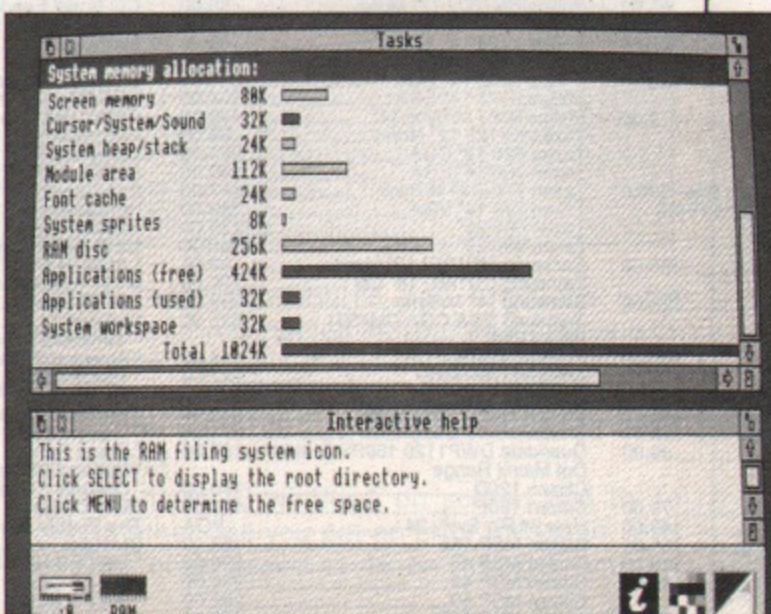 Tasks
System memory allocation:
Screen memory 80K
Cursor/System/Sound 32K
System heap/stack 24K
Module area 112K
Font cache 24K
System sprites 8K
RAM disc 256K
Applications (free) 424K
Applications (used) 32K
System workspace 32K
Total 1024K
Interactive help
This is the RAM filing system icon.
Click SELECT to display the root directory.
Click MENU to determine the free space.
:0 RAM
i